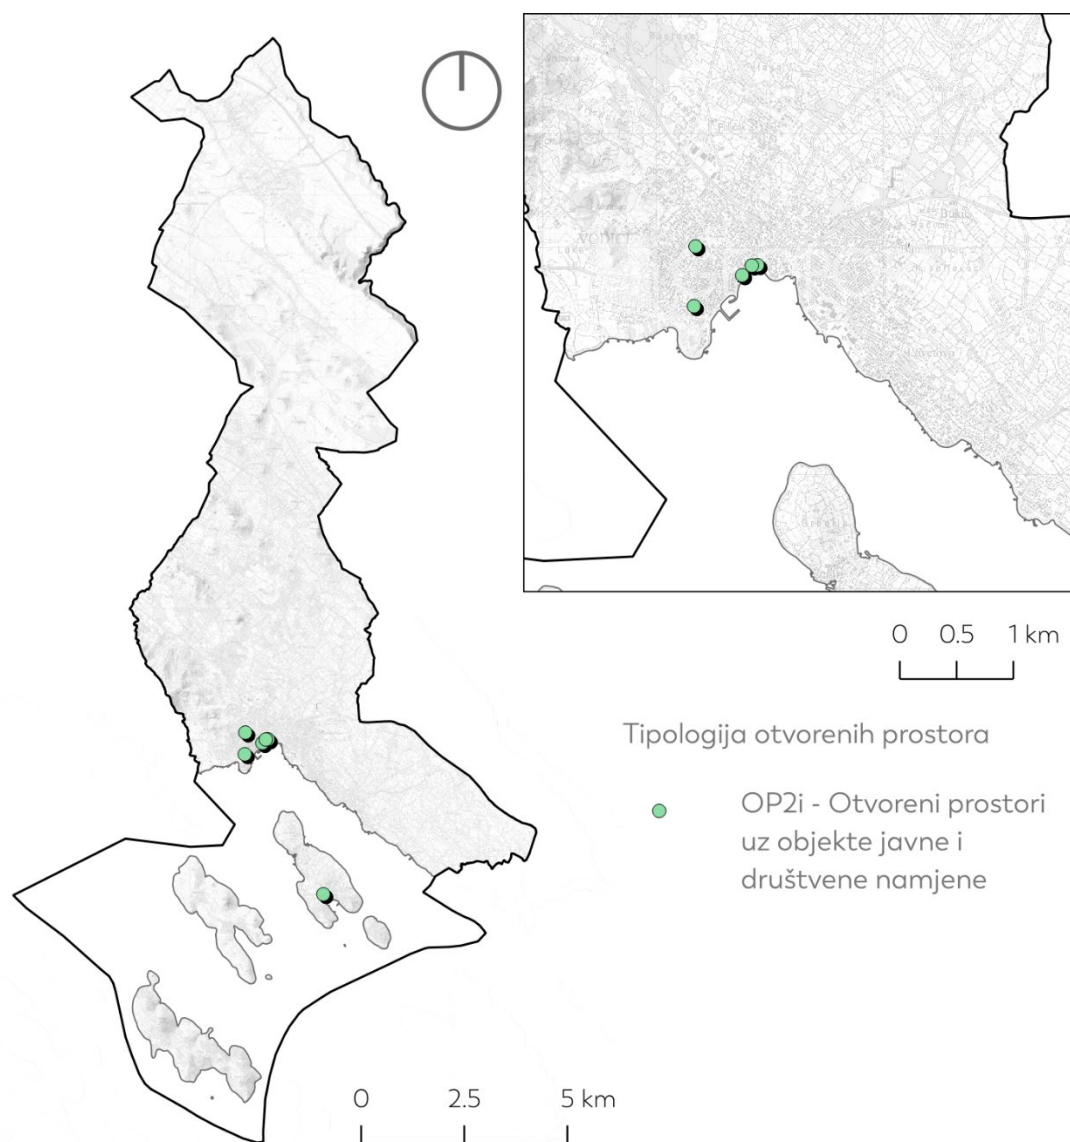 VODICE
0 0.5 1 km
Tipologija otvorenih prostora
OP2i - Otvoreni prostori
uz objekte javne i
društvene namjene
0 2.5 5 km